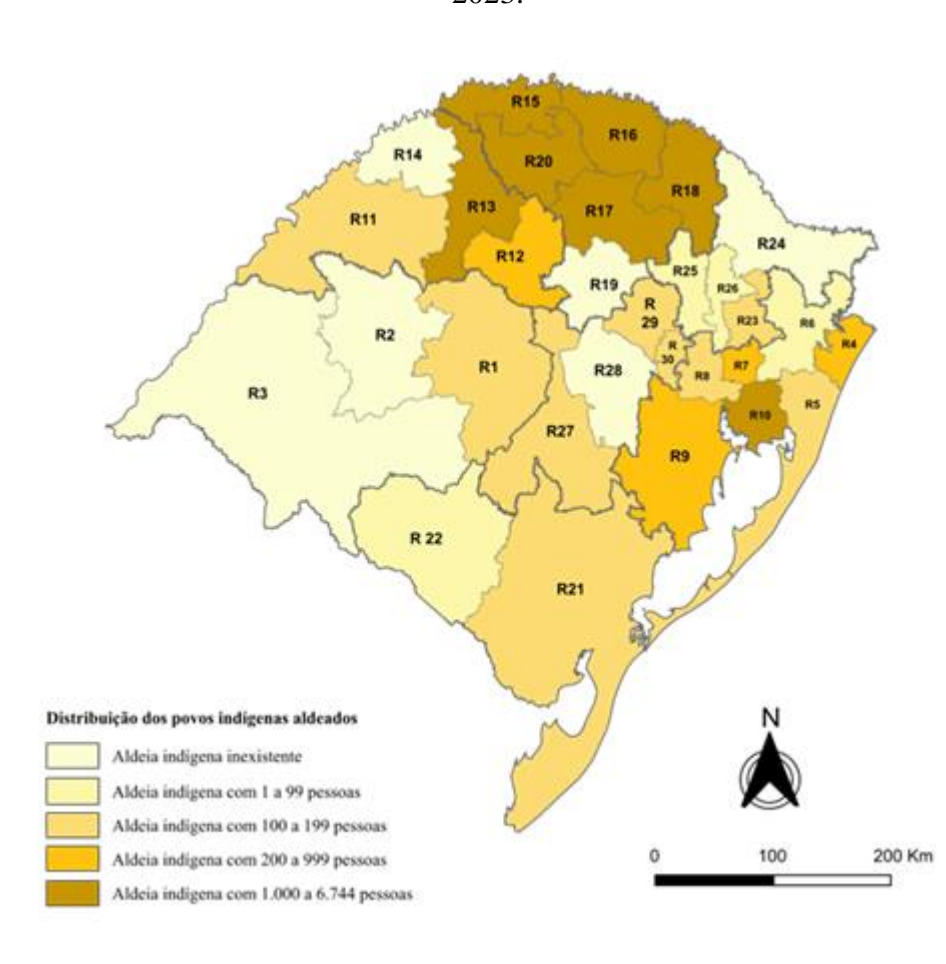 2023.
R15
R16
R14
R20
R18
R13
R17
R11
R24
R12
R25
R19
R26
R
29
R23
R6
R2
R4
R
30
R7
R1
R28
R8
R3
R5
R10
R27
R9
R 22
R21
Distribuição dos povos indígenas aldeados
Aldeia indígena inexistente
Aldeia indígena com 1 a 99 pessoas
Aldeia indígena com 100 a 199 pessoas
Aldeia indígena com 200 a 999 pessoas
Aldeia indígena com 1.000 a 6.744 pessoas
N
0 100 200 Km